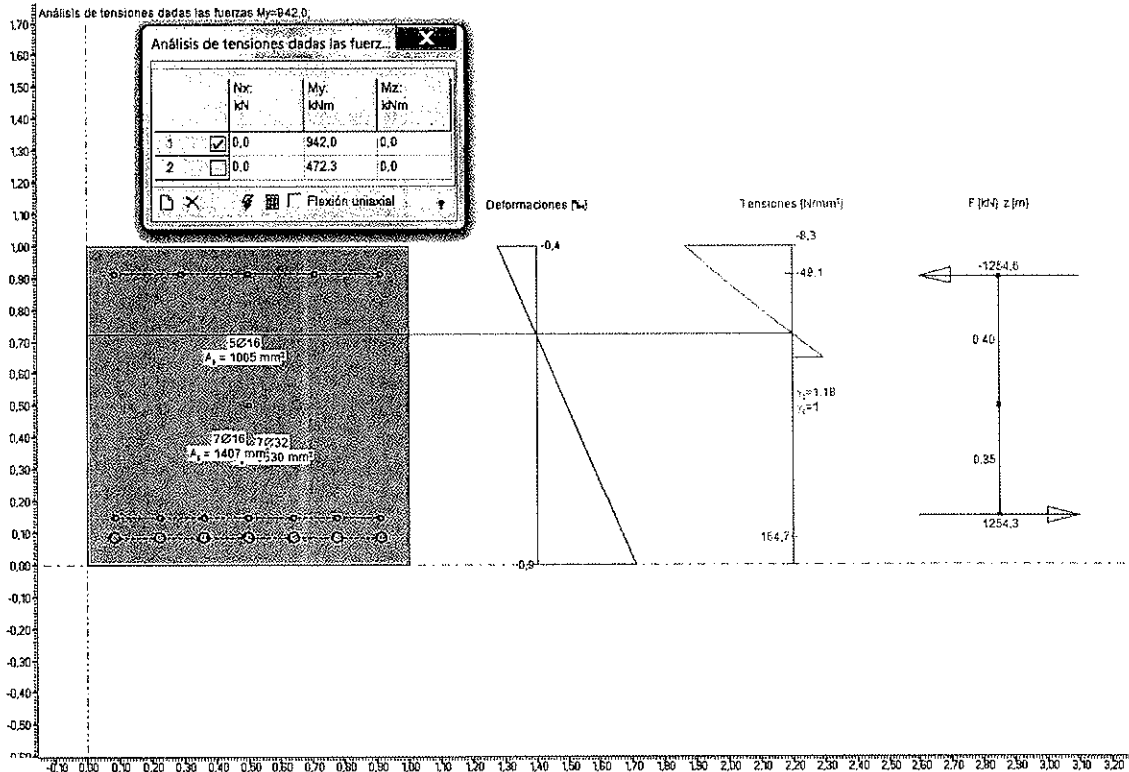 Análisis de tensiones dadas las fuerzas My=942,0;
Análisis de tensiones dadas las fuerz...
Nx: My: Mz:
kN kNm kNm
1 0,0 942,0 0,0
2 0,0 472,3 0,0
Flexión uniaxial
Deformaciones [‰]
Tensiones [N/mm²]
F [kN] z [m]
-0,4
-8,3
-49,1
-1254,6
5Ø16
A_s = 1005 mm²
0,40
7Ø16 7Ø32
A_s = 1407 mm² 5630 mm²
0,35
164,7
1254,3
-0,9
1,70
1,60
1,50
1,40
1,30
1,20
1,10
1,00
0,90
0,80
0,70
0,60
0,50
0,40
0,30
0,20
0,10
0,00
-0,10
-0,20
-0,30
-0,40
-0,50
-0,10 0,00 0,10 0,20 0,30 0,40 0,50 0,60 0,70 0,80 0,90 1,00 1,10 1,20 1,30 1,40 1,50 1,60 1,70 1,80 1,90 2,00 2,10 2,20 2,30 2,40 2,50 2,60 2,70 2,80 2,90 3,00 3,10 3,20